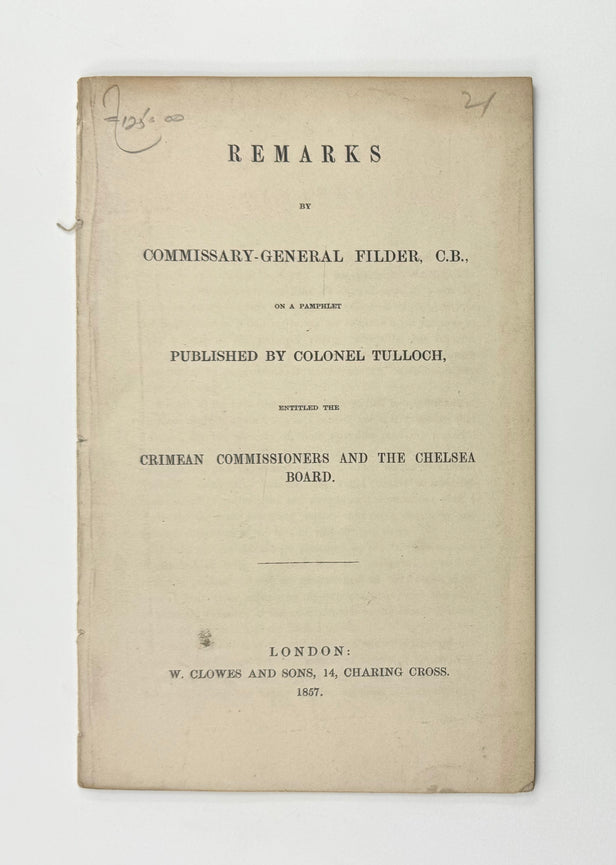 £125.00
21
REMARKS
BY
COMMISSARY-GENERAL FILDER, C.B.,
ON A PAMPHLET
PUBLISHED BY COLONEL TULLOCH,
ENTITLED THE
CRIMEAN COMMISSIONERS AND THE CHELSEA
BOARD.
LONDON:
W. CLOWES AND SONS, 14, CHARING CROSS.
1857.